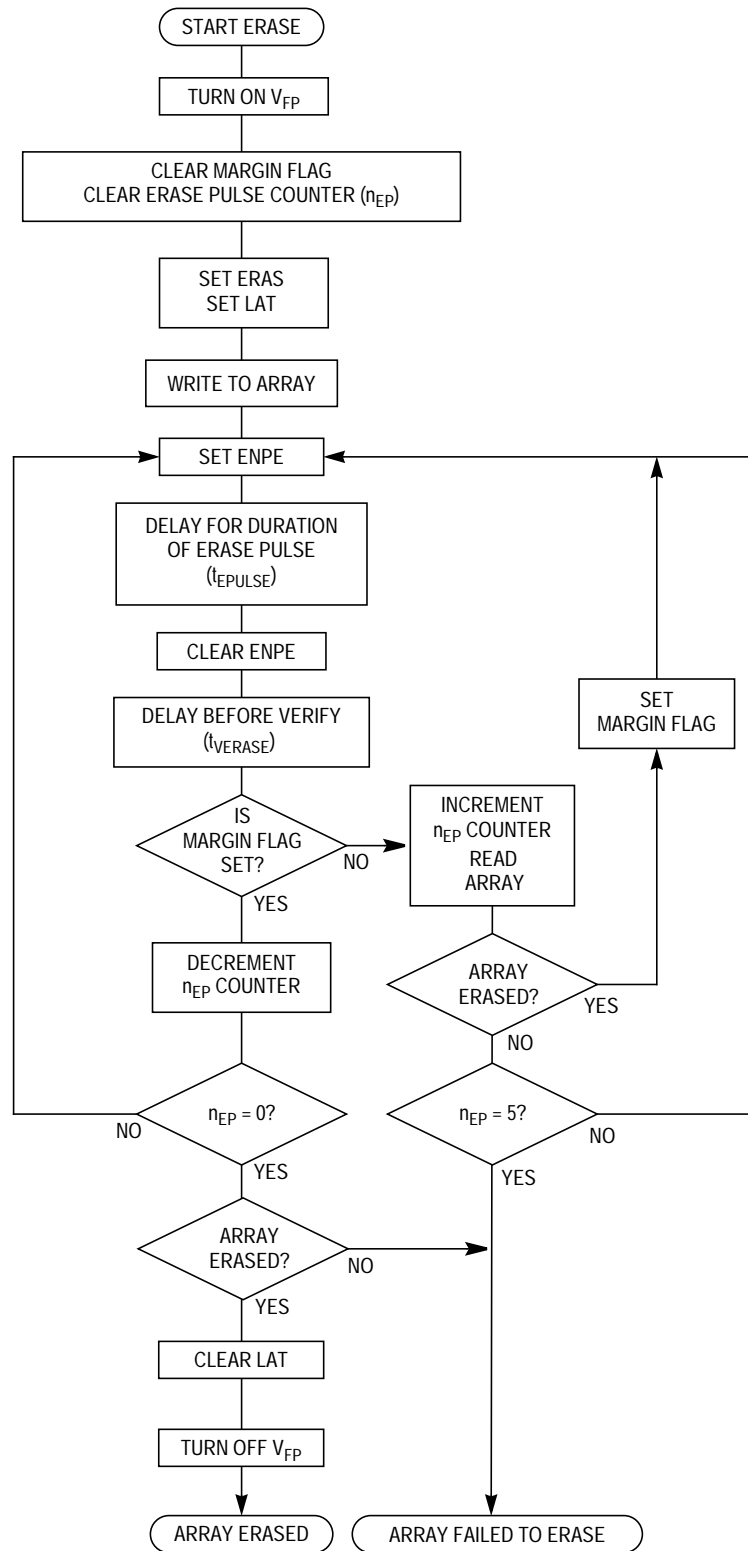 START ERASE
TURN ON VFP
CLEAR MARGIN FLAG
CLEAR ERASE PULSE COUNTER (nEP)
SET ERAS
SET LAT
WRITE TO ARRAY
SET ENPE
DELAY FOR DURATION
OF ERASE PULSE
(tEPULSE)
CLEAR ENPE
DELAY BEFORE VERIFY
(tVERASE)
SET
MARGIN FLAG
IS
MARGIN FLAG
SET?
NO
YES
INCREMENT
nEP COUNTER
READ
ARRAY
DECREMENT
nEP COUNTER
ARRAY
ERASED?
YES
NO
nEP = 0?
NO
YES
nEP = 5?
NO
YES
ARRAY
ERASED?
NO
YES
CLEAR LAT
TURN OFF VFP
ARRAY ERASED
ARRAY FAILED TO ERASE